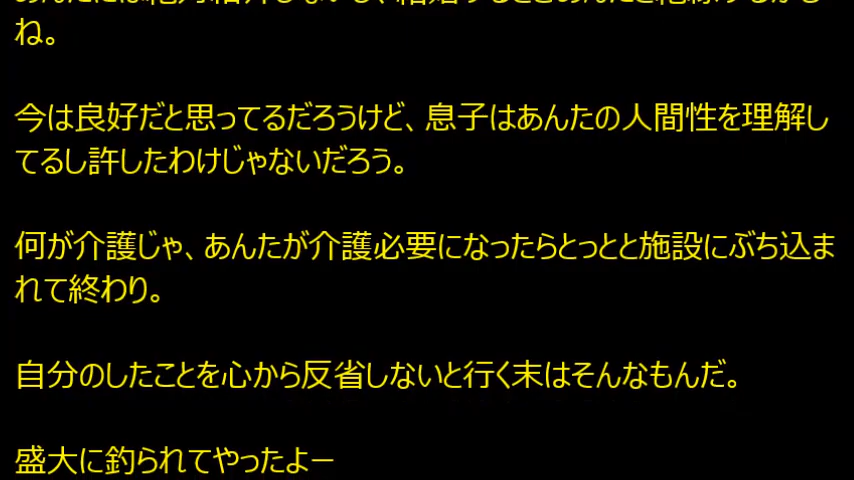 ね。
今は良好だと思ってるだろうけど、息子はあんたの人間性を理解し
てるし許したわけじゃないだろう。
何が介護じゃ、あんたが介護必要になったらとっとと施設にぶち込ま
れて終わり。
自分のしたことを心から反省しないと行く末はそんなもんだ。
盛大に釣られてやったよー